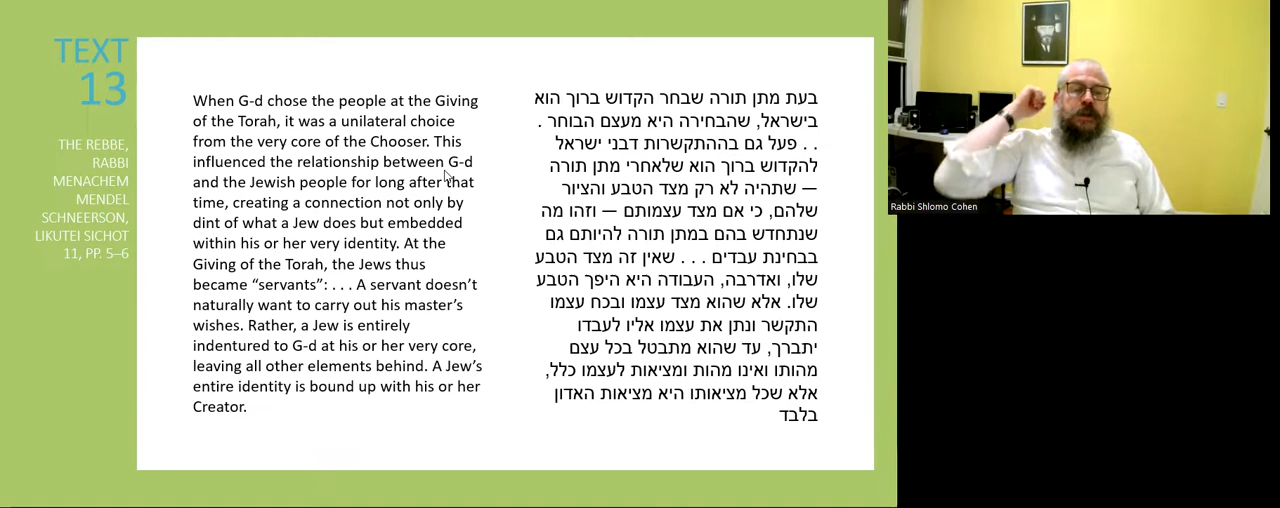 TEXT
13
THE REBBE,
RABBI
MENACHEM
MENDEL
SCHNEERSON,
LIKUTEI SICHOT
11, PP. 5–6
When G-d chose the people at the Giving
of the Torah, it was a unilateral choice
from the very core of the Chooser. This
influenced the relationship between G-d
and the Jewish people for long after that
time, creating a connection not only by
dint of what a Jew does but embedded
within his or her very identity. At the
Giving of the Torah, the Jews thus
became “servants”: . . . A servant doesn’t
naturally want to carry out his master’s
wishes. Rather, a Jew is entirely
indentured to G-d at his or her very core,
leaving all other elements behind. A Jew’s
entire identity is bound up with his or her
Creator.
בעת מתן תורה שבחר הקדוש ברוך הוא
בישראל, שהבחירה היא מעצם הבוחר .
. . פעל גם בההתקשרות דבני ישראל
להקדוש ברוך הוא שלאחרי מתן תורה
— שתהיה לא רק מצד הטבע והציור
שלהם, כי אם מצד עצמותם — וזהו מה
שנתחדש בהם במתן תורה להיותם גם
בבחינת עבדים . . . שאין זה מצד הטבע
שלו, ואדרבה, העבודה היא היפך הטבע
שלו. אלא שהוא מצד עצמו ובכח עצמו
התקשר ונתן את עצמו אליו לעבדו
יתברך, עד שהוא מתבטל בכל עצם
מהותו ואינו מהות ומציאות לעצמו כלל,
אלא שכל מציאותו היא מציאות האדון
בלבד
Rabbi Shlomo Cohen